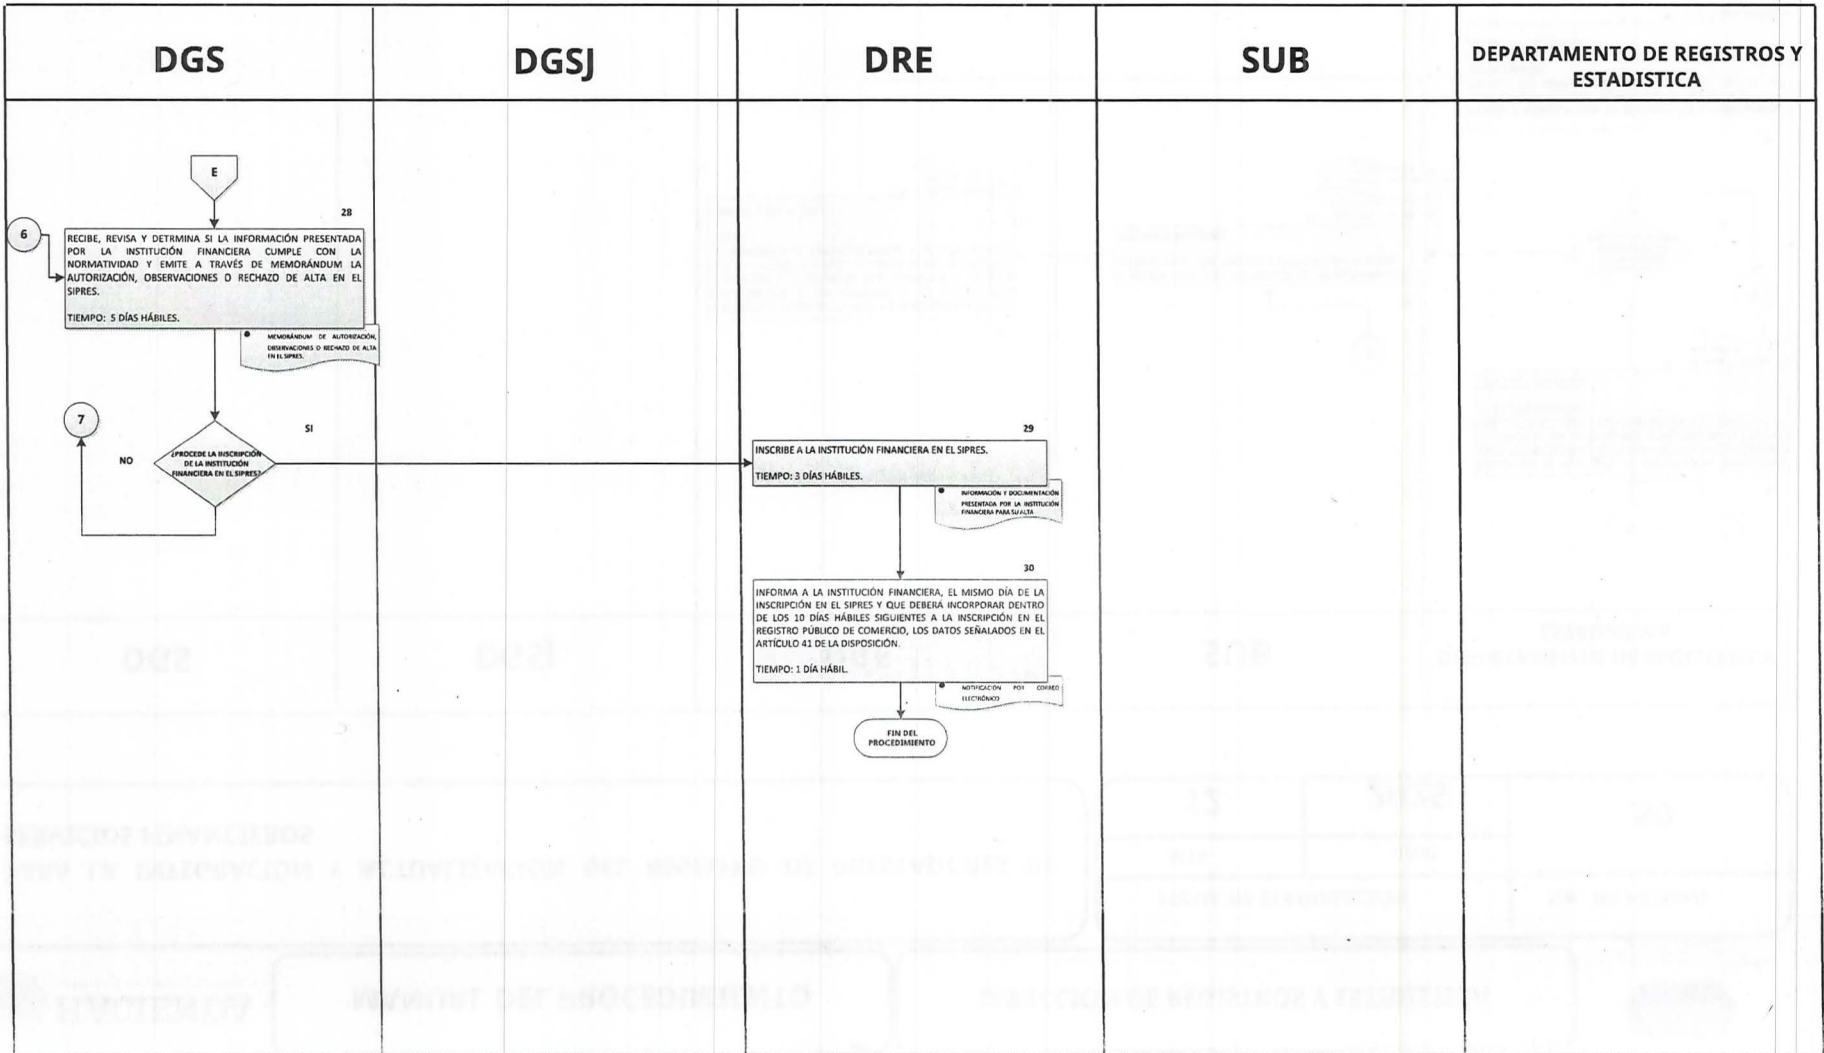 DGS
DGSJ
DRE
SUB
DEPARTAMENTO DE REGISTROS Y
ESTADISTICA
E
28
6
RECIBE, REVISA Y DETRMINA SI LA INFORMACIÓN PRESENTADA
POR LA INSTITUCIÓN FINANCIERA CUMPLE CON LA
NORMATIVIDAD Y EMITE A TRAVÉS DE MEMORÁNDUM LA
AUTORIZACIÓN, OBSERVACIONES O RECHAZO DE ALTA EN EL
SIPRES.
TIEMPO: 5 DÍAS HÁBILES.
MEMORÁNDUM DE AUTORIZACIÓN,
OBSERVACIONES O RECHAZO DE ALTA
EN EL SIPRES.
7
NO
¿PROCEDE LA INSCRIPCIÓN
DE LA INSTITUCIÓN
FINANCIERA EN EL SIPRES?
SI
29
INSCRIBE A LA INSTITUCIÓN FINANCIERA EN EL SIPRES.
TIEMPO: 3 DÍAS HÁBILES.
INFORMACIÓN Y DOCUMENTACIÓN
PRESENTADA POR LA INSTITUCIÓN
FINANCIERA PARA SU ALTA
30
INFORMA A LA INSTITUCIÓN FINANCIERA, EL MISMO DÍA DE LA
INSCRIPCIÓN EN EL SIPRES Y QUE DEBERÁ INCORPORAR DENTRO
DE LOS 10 DÍAS HÁBILES SIGUIENTES A LA INSCRIPCIÓN EN EL
REGISTRO PÚBLICO DE COMERCIO, LOS DATOS SEÑALADOS EN EL
ARTÍCULO 41 DE LA DISPOSICIÓN.
TIEMPO: 1 DÍA HÁBIL.
NOTIFICACIÓN POR CORREO
ELECTRÓNICO
FIN DEL
PROCEDIMIENTO